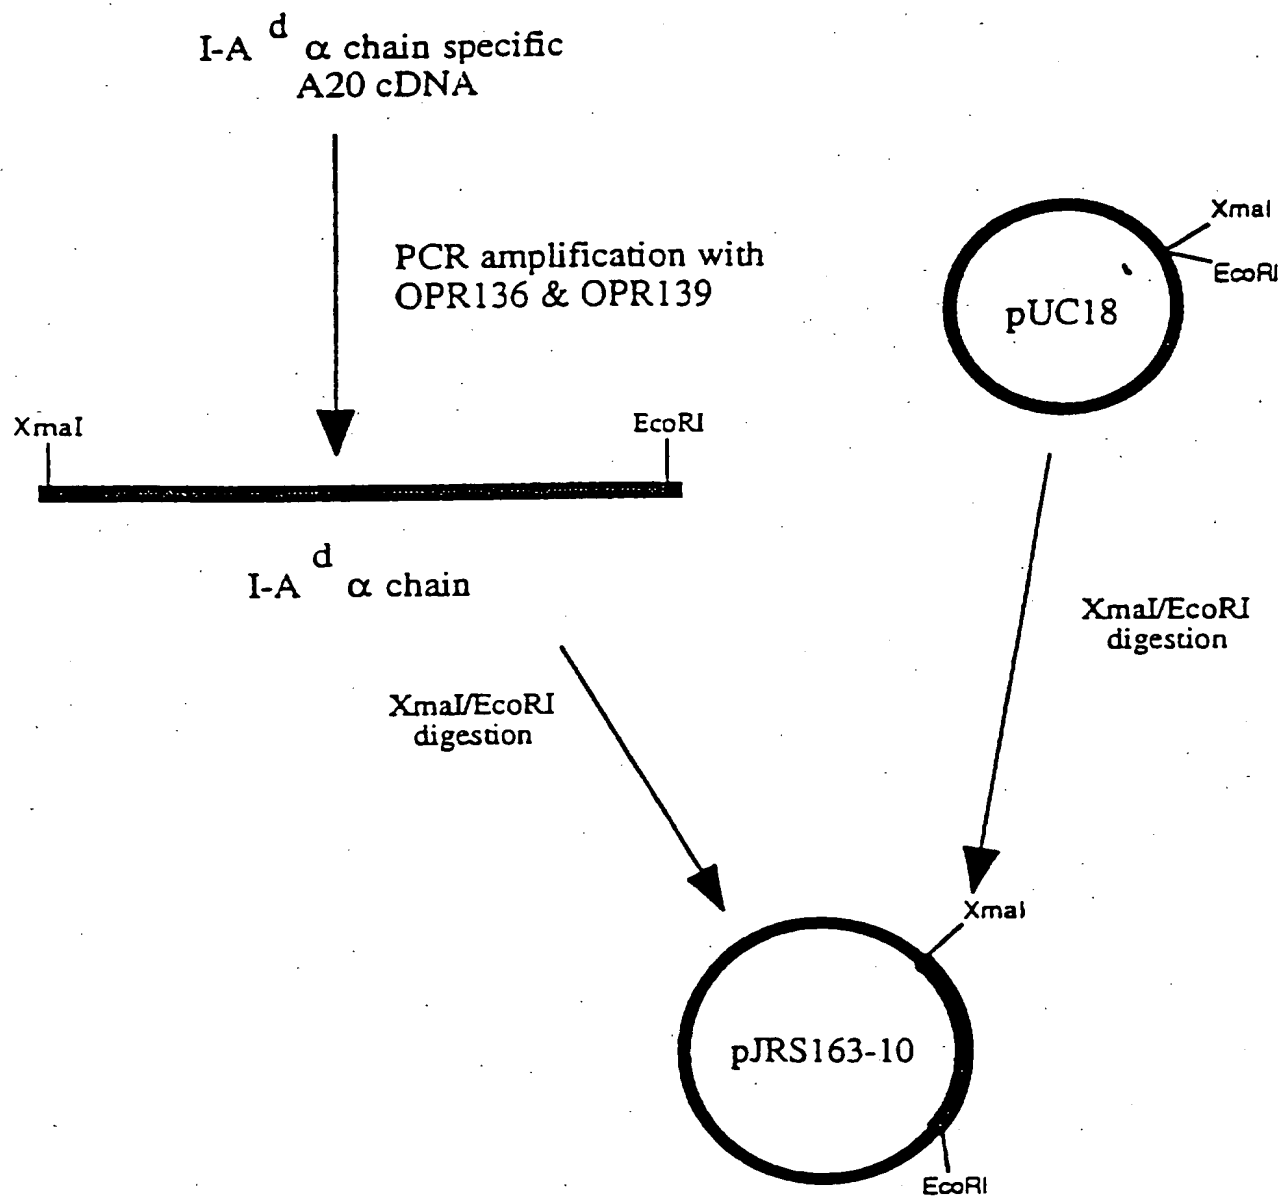 I-A d α chain specific
A20 cDNA
PCR amplification with
OPR136 & OPR139
XmaI
EcoRI
pUC18
XmaI
EcoRI
I-A d α chain
XmaI/EcoRI
digestion
XmaI/EcoRI
digestion
XmaI
pJRS163-10
EcoRI